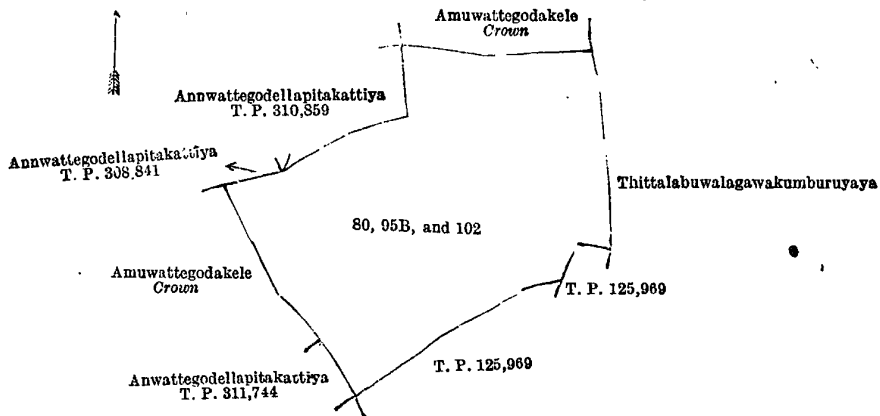 Amuwattegodakele
Crown
Annwattegodellapitakattiya
T. P. 310,859
Annwattegodellapitakattiya
T. P. 308,841
Thittalabuwalagawakumburuyaya
80, 95B, and 102
Amuwattegodakele
Crown
T. P. 125,969
T. P. 125,969
Anwattegodellapitakattiya
T. P. 311,744